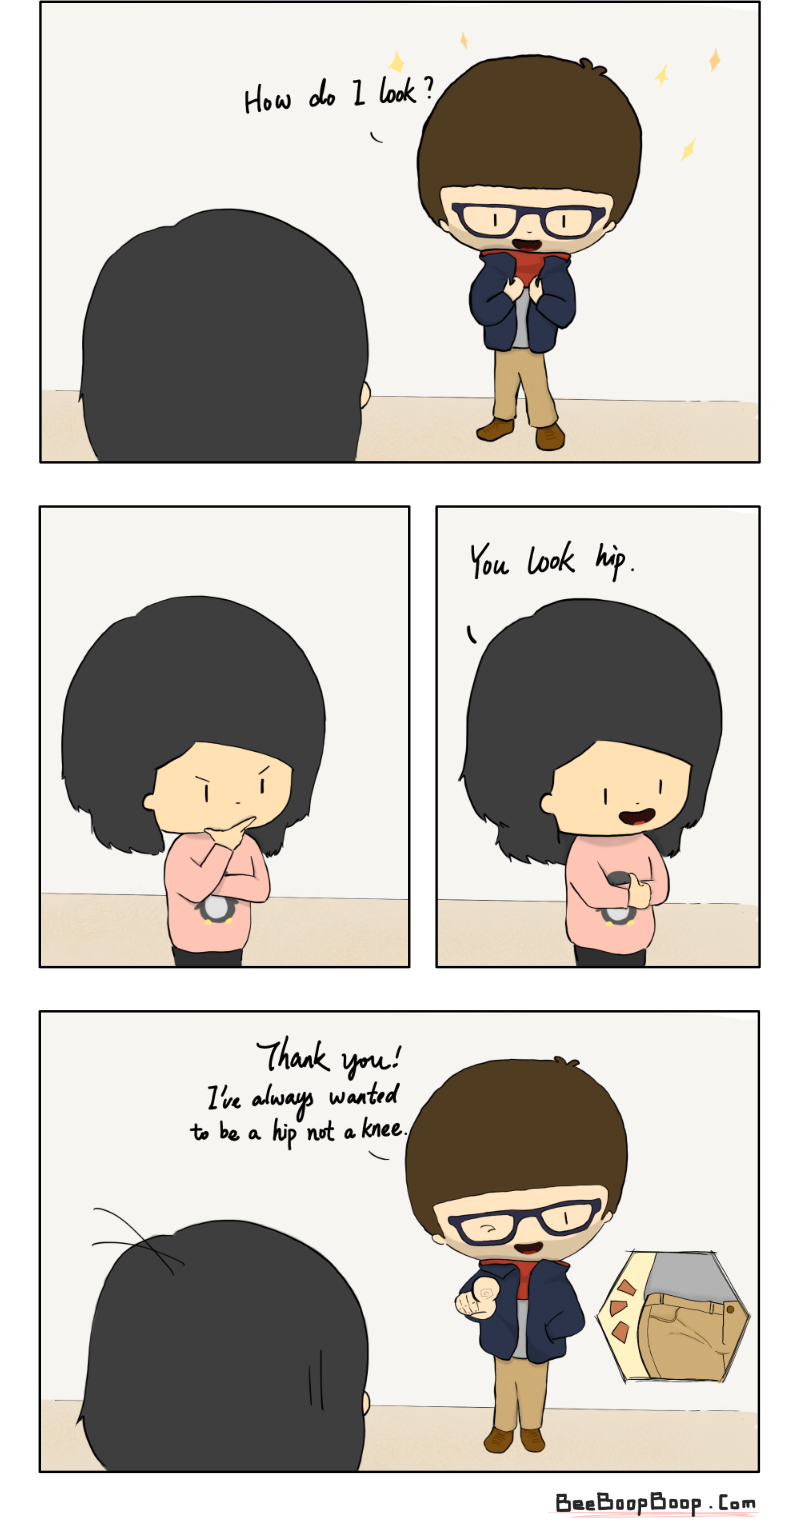 How do I look?
You look hip.
Thank you!
I've always wanted
to be a hip not a knee.
BeeBoopBoop.Com